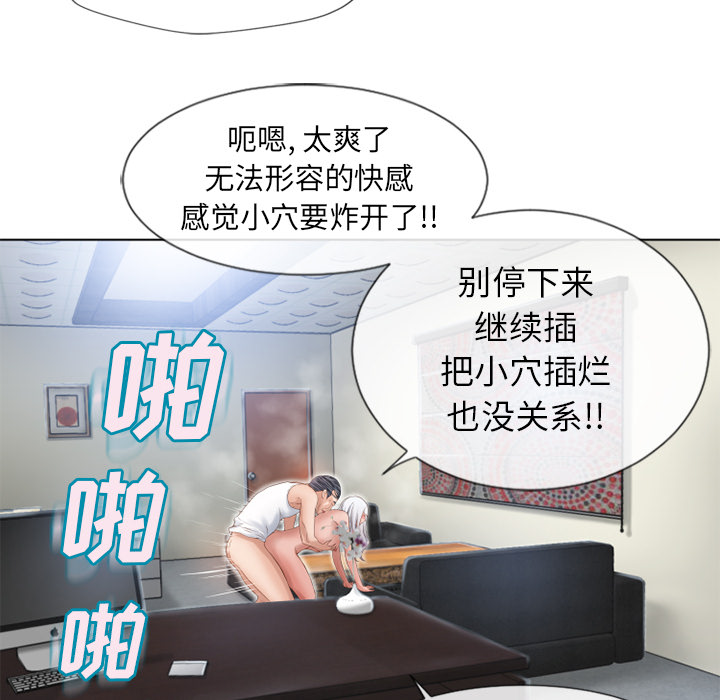 呃嗯, 太爽了
无法形容的快感
感觉小穴要炸开了!!
别停下来
继续插
把小穴插烂
也没关系!!
啪
啪
啪